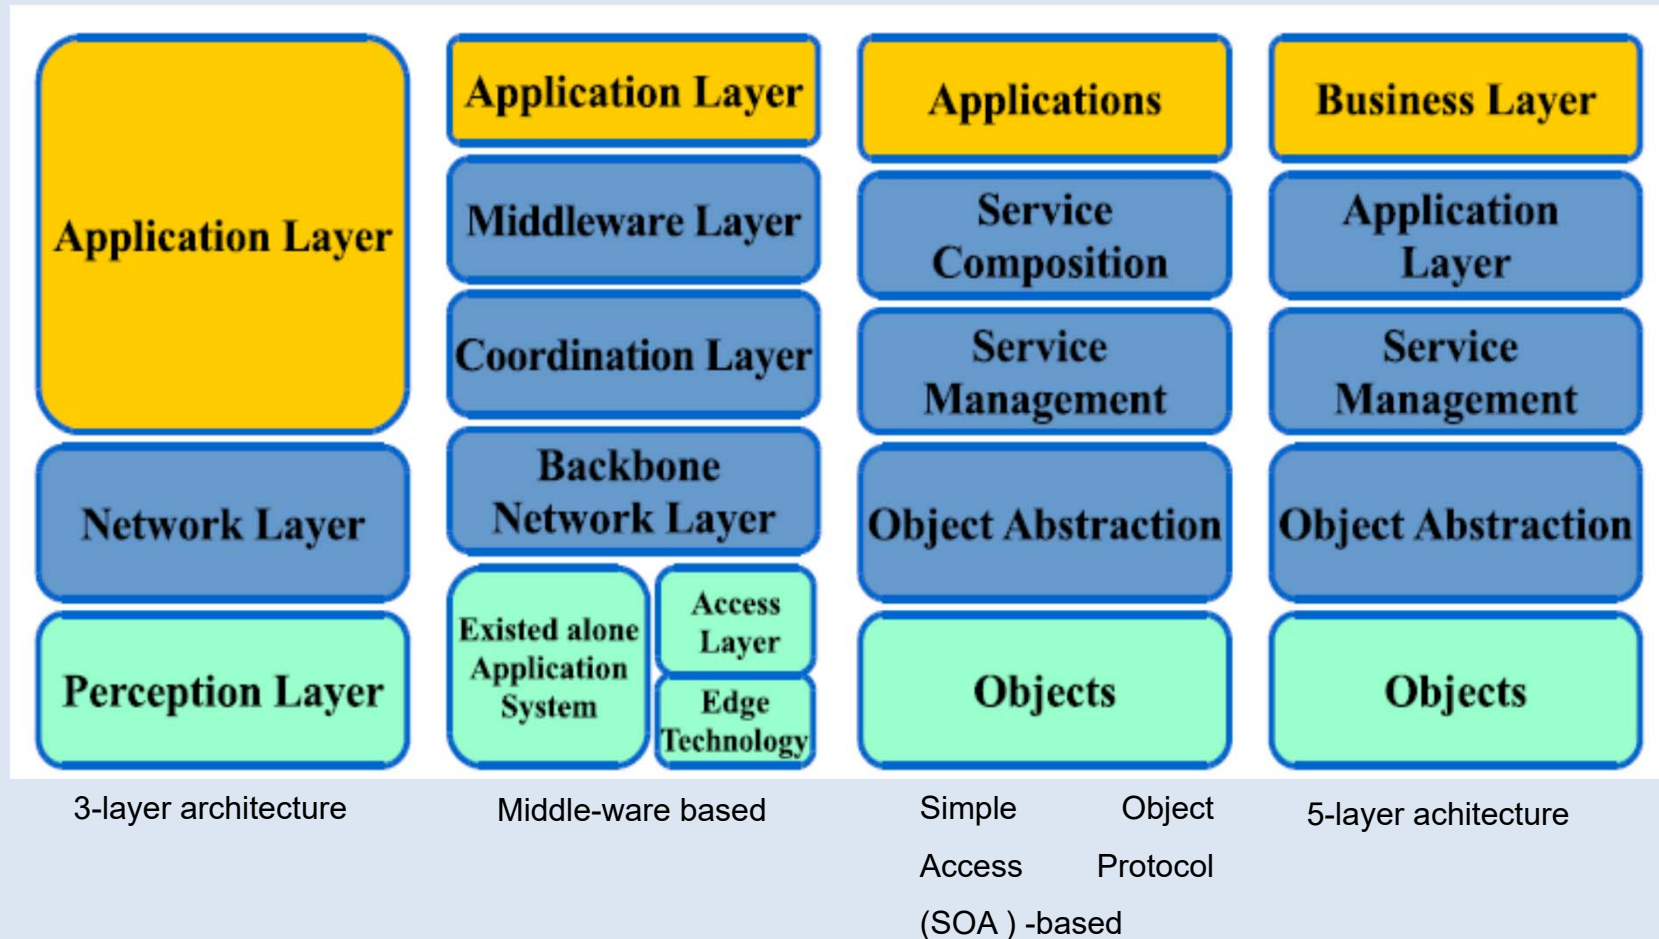 Application Layer
Network Layer
Perception Layer
Application Layer
Middleware Layer
Coordination Layer
Backbone
Network Layer
Existed alone
Application
System
Access
Layer
Edge
Technology
Applications
Service
Composition
Service
Management
Object Abstraction
Objects
Business Layer
Application
Layer
Service
Management
Object Abstraction
Objects
3-layer architecture
Middle-ware based
Simple Object
Access Protocol
(SOA ) -based
5-layer achitecture